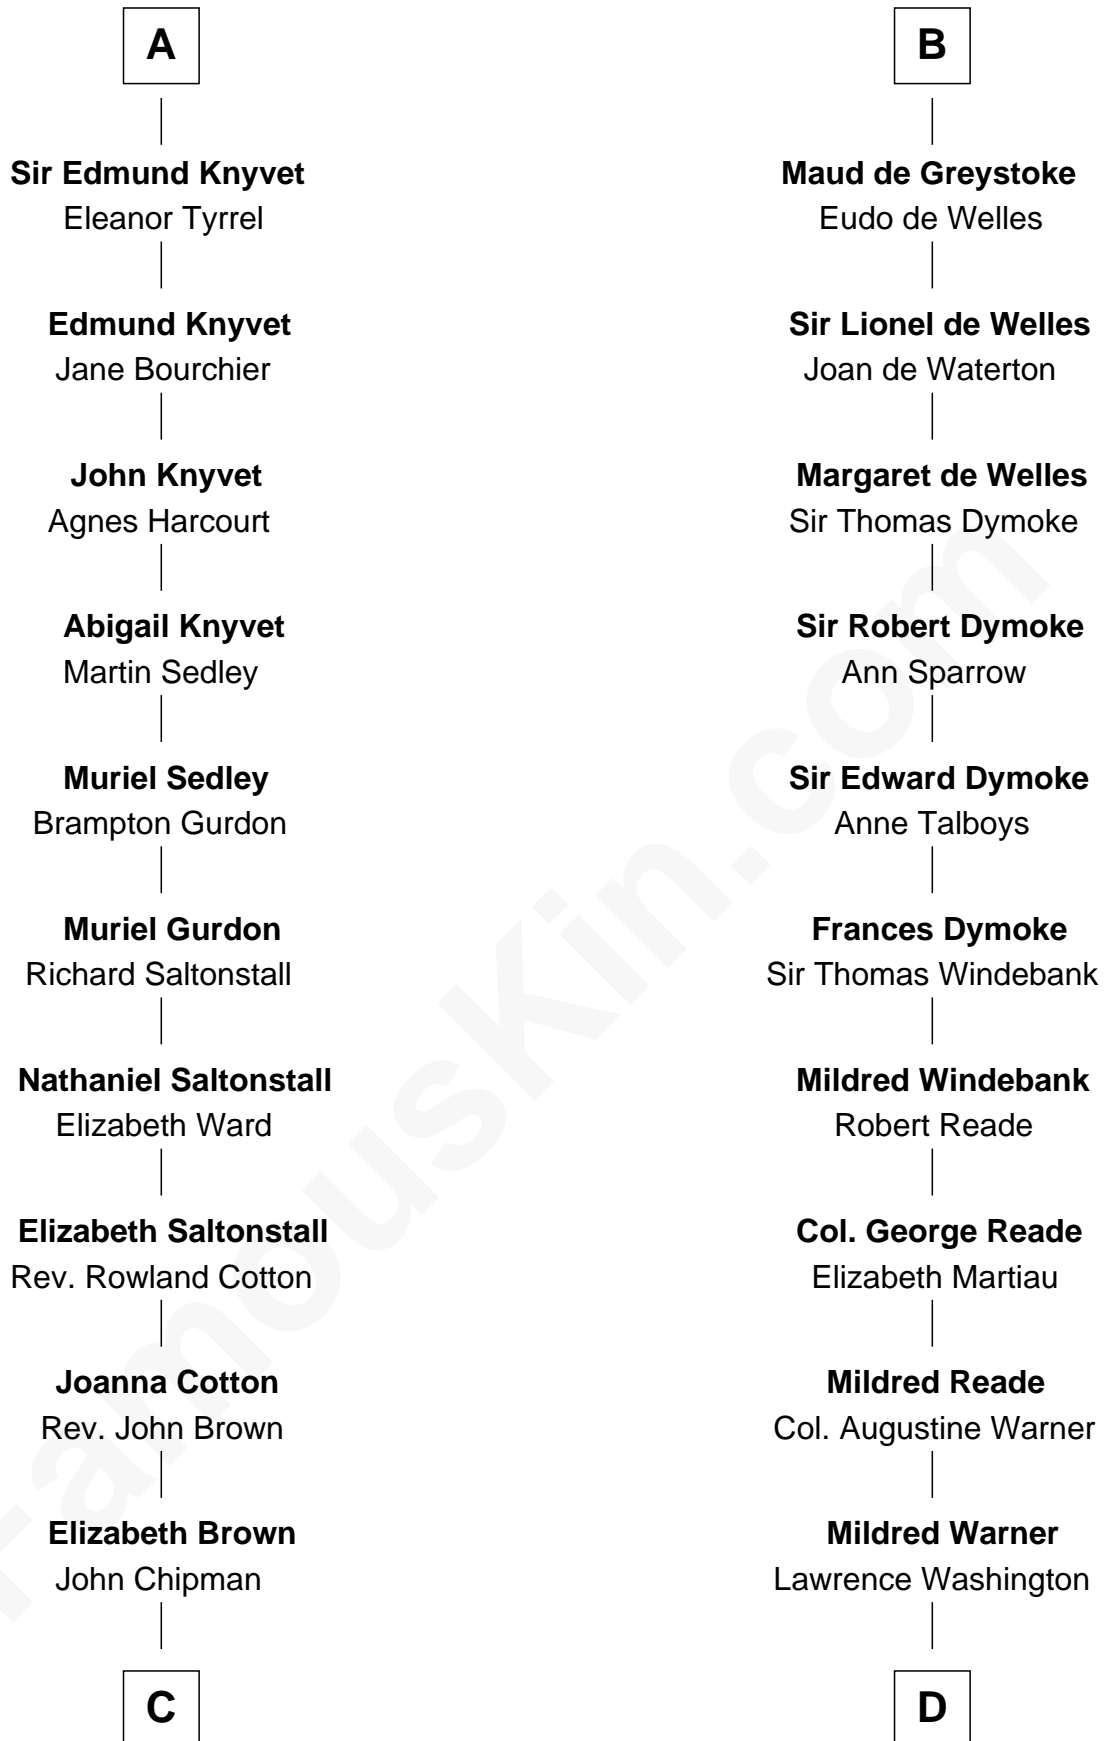 A
Sir Edmund Knyvet
Eleanor Tyrrel
Edmund Knyvet
Jane Bourchier
John Knyvet
Agnes Harcourt
Abigail Knyvet
Martin Sedley
Muriel Sedley
Brampton Gurdon
Muriel Gurdon
Richard Saltonstall
Nathaniel Saltonstall
Elizabeth Ward
Elizabeth Saltonstall
Rev. Rowland Cotton
Joanna Cotton
Rev. John Brown
Elizabeth Brown
John Chipman
C
B
Maud de Greystoke
Eudo de Welles
Sir Lionel de Welles
Joan de Waterton
Margaret de Welles
Sir Thomas Dymoke
Sir Robert Dymoke
Ann Sparrow
Sir Edward Dymoke
Anne Talboys
Frances Dymoke
Sir Thomas Windebank
Mildred Windebank
Robert Reade
Col. George Reade
Elizabeth Martiau
Mildred Reade
Col. Augustine Warner
Mildred Warner
Lawrence Washington
D
FamousKin.com